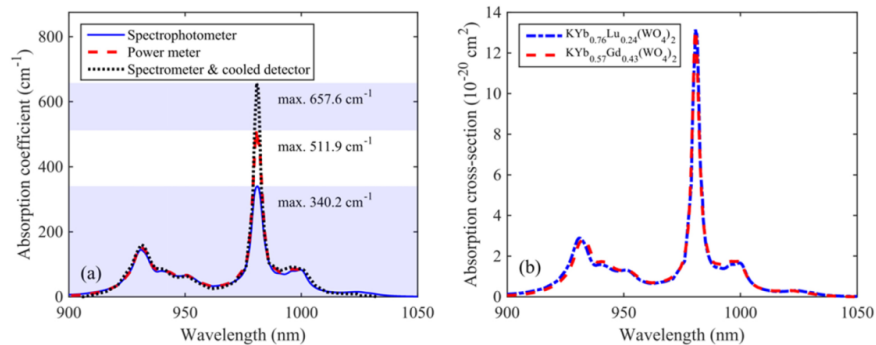 Absorption coefficient (cm⁻¹)
800
600
400
200
0
Spectrophotometer
Power meter
Spectrometer & cooled detector
max. 657.6 cm⁻¹
max. 511.9 cm⁻¹
max. 340.2 cm⁻¹
(a)
900
950
1000
1050
Wavelength (nm)
Absorption cross-section (10⁻²⁰ cm²)
14
12
10
8
6
4
2
0
KYb₀.₇₆Lu₀.₂₄(WO₄)₂
KYb₀.₅₇Gd₀.₄₃(WO₄)₂
(b)
900
950
1000
1050
Wavelength (nm)